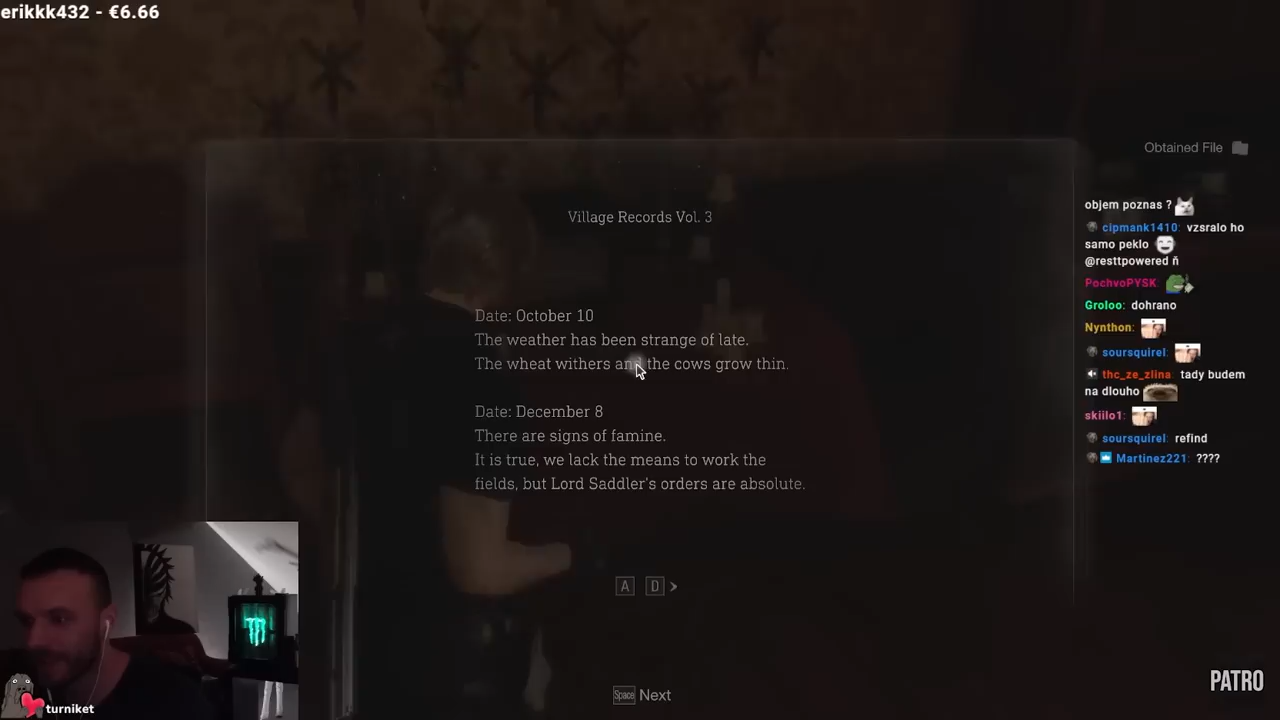 erikkk432 - €6.66
Obtained File
Village Records Vol. 3
Date: October 10
The weather has been strange of late.
The wheat withers and the cows grow thin.
Date: December 8
There are signs of famine.
It is true, we lack the means to work the
fields, but Lord Saddler's orders are absolute.
A D >
Space Next
objem poznas ?
cipmank1410: vzsralo ho
samo peklo
@resttpowered ň
PochvoPYSK:
Groloo: dohrano
Nynthon:
soursquirel:
thc_ze_zlina: tady budem
na dlouho
skiilo1:
soursquirel: refind
Martinez221: ????
turniket
PATRO